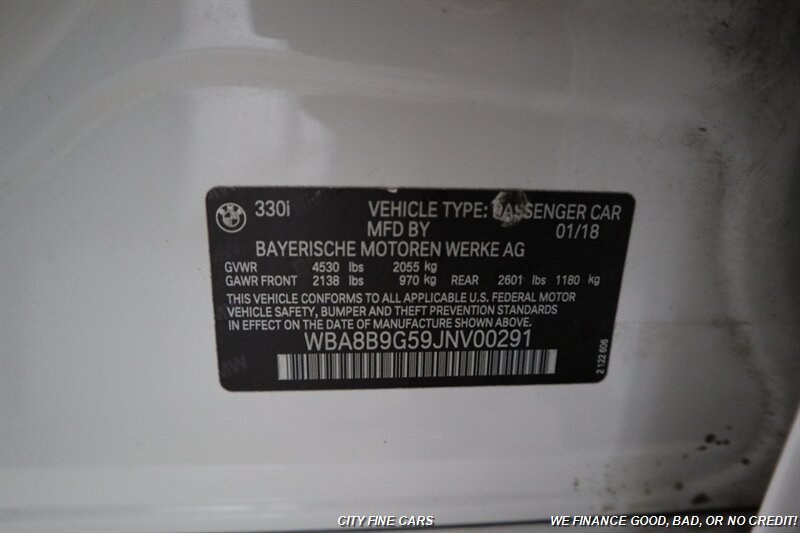 330i VEHICLE TYPE: PASSENGER CAR
MFD BY 01/18
BAYERISCHE MOTOREN WERKE AG
GVWR 4530 lbs 2055 kg
GAWR FRONT 2138 lbs 970 kg REAR 2601 lbs 1180 kg
THIS VEHICLE CONFORMS TO ALL APPLICABLE U.S. FEDERAL MOTOR
VEHICLE SAFETY, BUMPER AND THEFT PREVENTION STANDARDS
IN EFFECT ON THE DATE OF MANUFACTURE SHOWN ABOVE.
WBA8B9G59JNV00291
2 122 606
CITY FINE CARS
WE FINANCE GOOD, BAD, OR NO CREDIT!